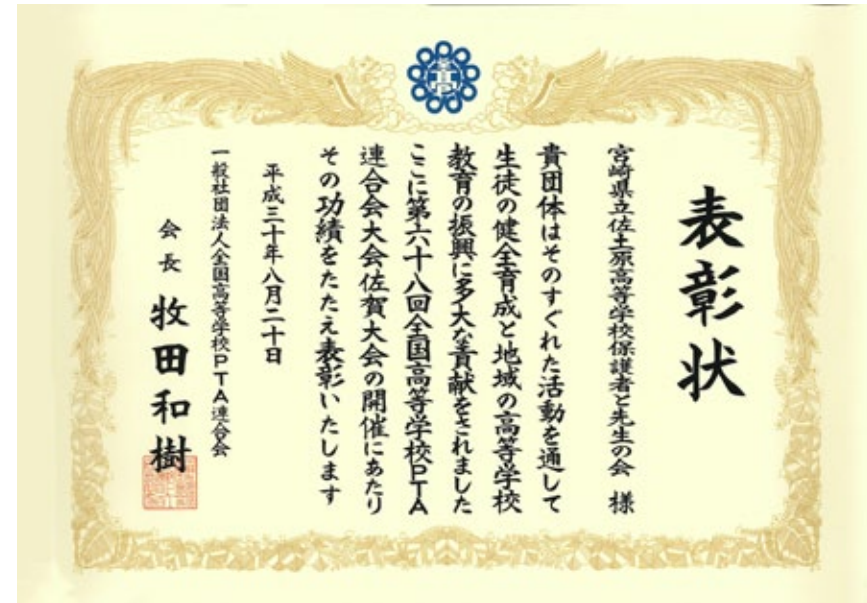 表彰状
宮崎県立佐土原高等学校保護者と先生の会 様
貴団体はそのすぐれた活動を通して
生徒の健全育成と地域の高等学校
教育の振興に多大な貢献をされました
ここに第六十八回全国高等学校PTA
連合会大会佐賀大会の開催にあたり
その功績をたたえ表彰いたします
平成三十年八月二十日
一般社団法人全国高等学校PTA連合会
会長 牧田和樹